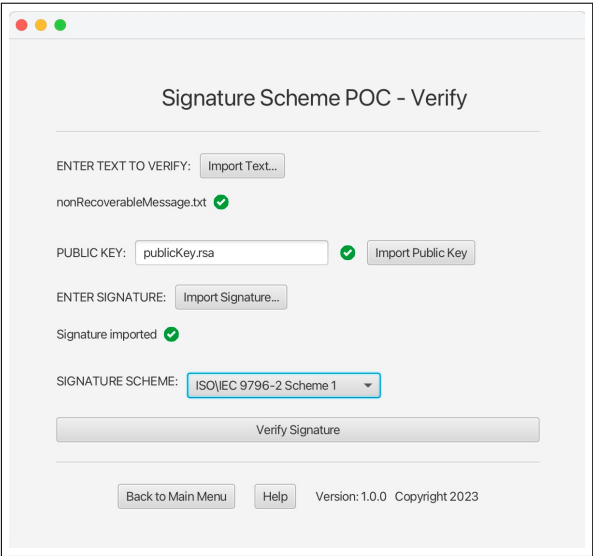 Signature Scheme POC - Verify
ENTER TEXT TO VERIFY: Import Text...
nonRecoverableMessage.txt
PUBLIC KEY: publicKey.rsa Import Public Key
ENTER SIGNATURE: Import Signature...
Signature imported
SIGNATURE SCHEME: ISO\IEC 9796-2 Scheme 1
Verify Signature
Back to Main Menu Help Version: 1.0.0 Copyright 2023